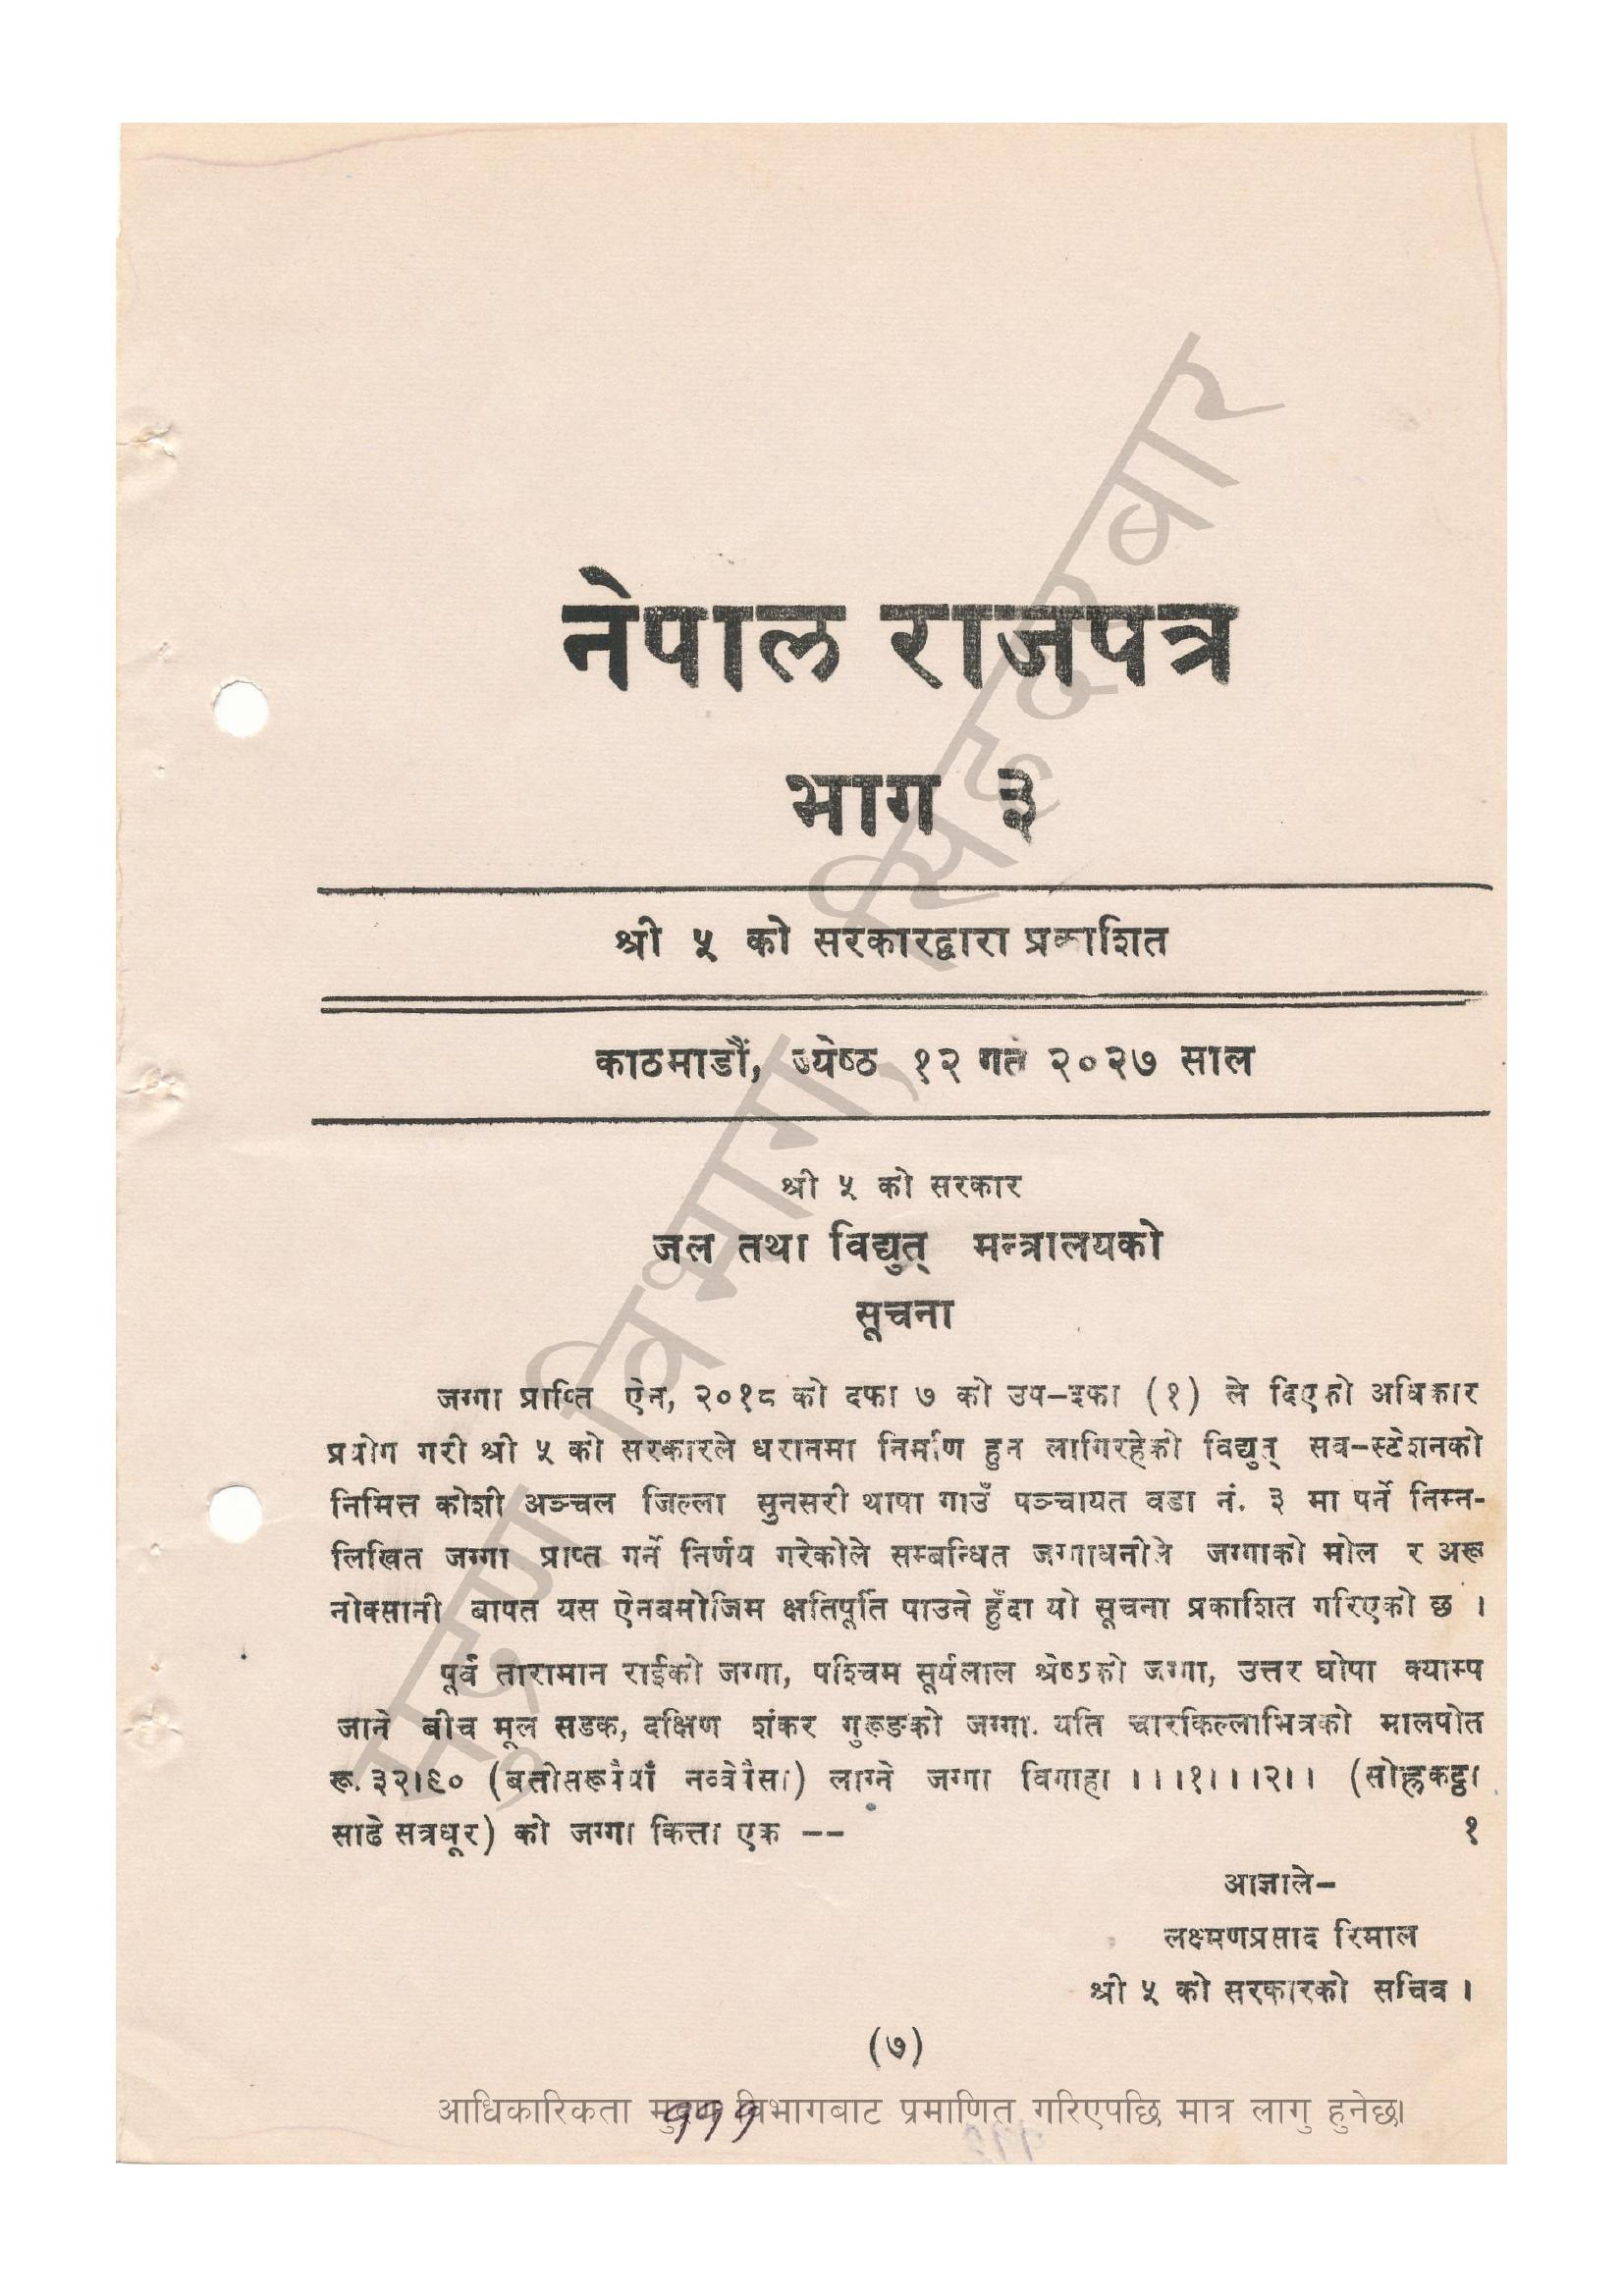 नेपाल राजपत्र
भाग ३
श्री ५ को सरकारद्वारा प्रकाशित
काठमाडौं, ज्येष्ठ १२ गते २०२७ साल
श्री ५ को सरकार
जल तथा विद्युत् मन्त्रालयको
सूचना
जग्गा प्राप्ति ऐन, २०१८ को दफा ७ को उप-दफा (१) ले दिएको अधिकार
प्रयोग गरी श्री ५ को सरकारले धरानमा निर्माण हुन लागिरहेको विद्युत् सव-स्टेशनको
निमित्त कोशी अञ्चल जिल्ला सुनसरी थापा गाउँ पञ्चायत वडा नं. ३ मा पर्ने निम्न-
लिखित जग्गा प्राप्त गर्ने निर्णय गरेकोले सम्बन्धित जग्गाधनीले जग्गाको मोल र अरू
नोक्सानी बापत यस ऐनबमोजिम क्षतिपूर्ति पाउने हुँदा यो सूचना प्रकाशित गरिएको छ ।
पूर्व तारामान राईको जग्गा, पश्चिम सूर्यलाल श्रेष्ठको जग्गा, उत्तर घोपा क्याम्प
जाने बीच मूल सडक, दक्षिण शंकर गुरूङको जग्गा. यति चारकिल्लाभित्रको मालपोत
रू. ३२।९० (बतीसरूपैयाँ नव्वेपैसा) लाग्ने जग्गा विगाहा ।।।१।।।२।। (सोह्रकट्ठा
साढे सत्रधूर) को जग्गा कित्ता एक -- १
आज्ञाले-
लक्ष्मणप्रसाद रिमाल
श्री ५ को सरकारको सचिव ।
(७)
आधिकारिकता मुद्रण विभागबाट प्रमाणित गरिएपछि मात्र लागु हुनेछ।
१११
मुद्रण विभाग, सिंहदरबार